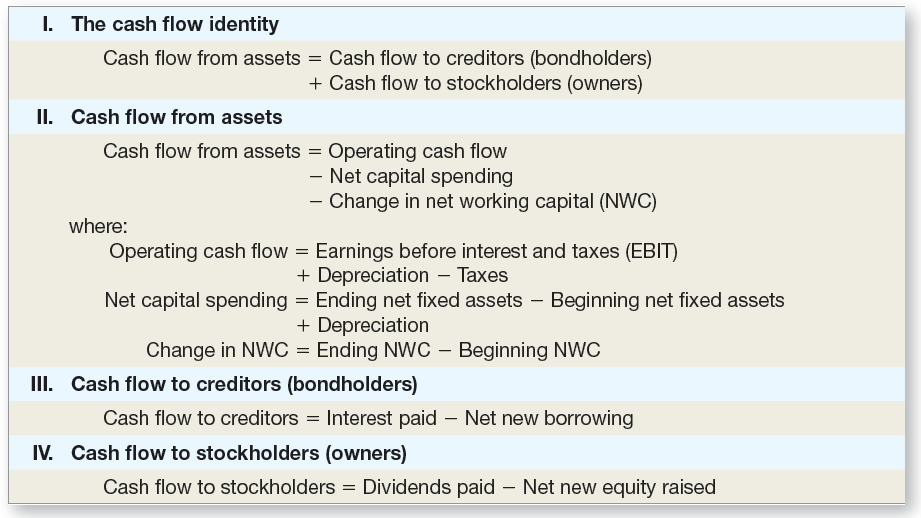 I. The cash flow identity
Cash flow from assets = Cash flow to creditors (bondholders)
+ Cash flow to stockholders (owners)
II. Cash flow from assets
Cash flow from assets = Operating cash flow
− Net capital spending
− Change in net working capital (NWC)
where:
Operating cash flow = Earnings before interest and taxes (EBIT)
+ Depreciation − Taxes
Net capital spending = Ending net fixed assets − Beginning net fixed assets
+ Depreciation
Change in NWC = Ending NWC − Beginning NWC
III. Cash flow to creditors (bondholders)
Cash flow to creditors = Interest paid − Net new borrowing
IV. Cash flow to stockholders (owners)
Cash flow to stockholders = Dividends paid − Net new equity raised